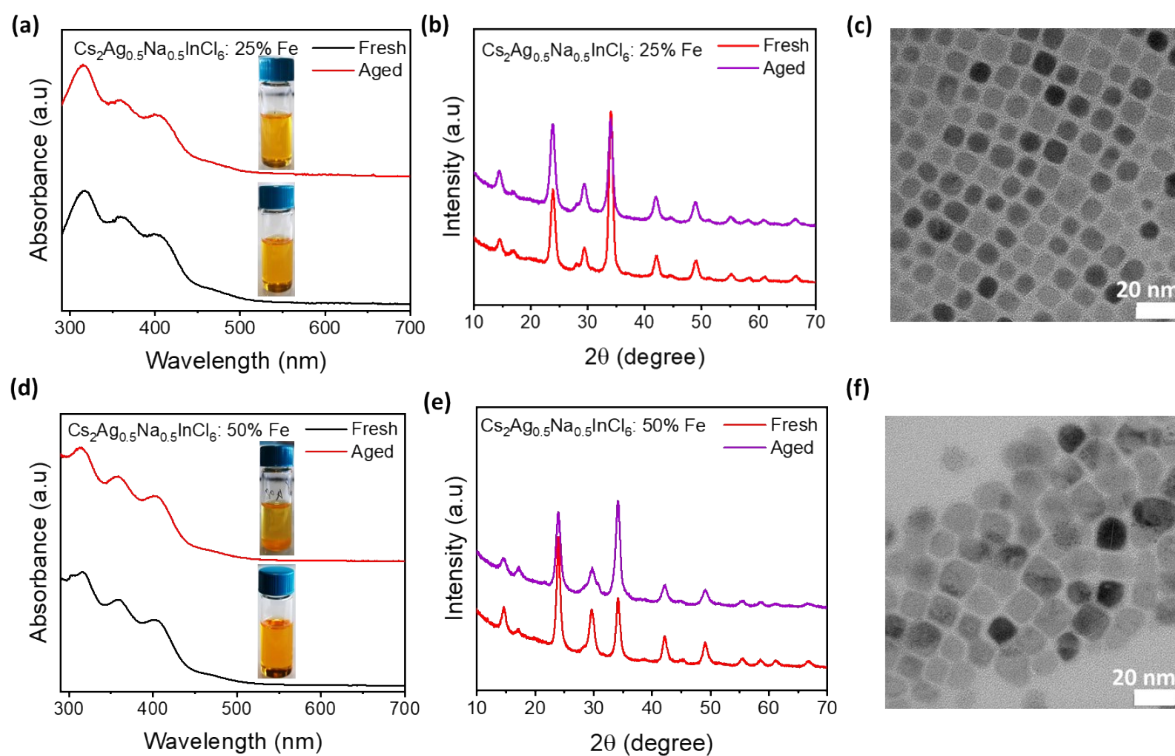 (a)
Cs₂Ag₀.₅Na₀.₅InCl₆: 25% Fe
Fresh
Aged
Absorbance (a.u)
300 400 500 600 700
Wavelength (nm)
(b)
Cs₂Ag₀.₅Na₀.₅InCl₆: 25% Fe
Fresh
Aged
Intensity (a.u)
10 20 30 40 50 60 70
2θ (degree)
(c)
20 nm
(d)
Cs₂Ag₀.₅Na₀.₅InCl₆: 50% Fe
Fresh
Aged
Absorbance (a.u)
300 400 500 600 700
Wavelength (nm)
(e)
Cs₂Ag₀.₅Na₀.₅InCl₆: 50% Fe
Fresh
Aged
Intensity (a.u)
10 20 30 40 50 60 70
2θ (degree)
(f)
20 nm